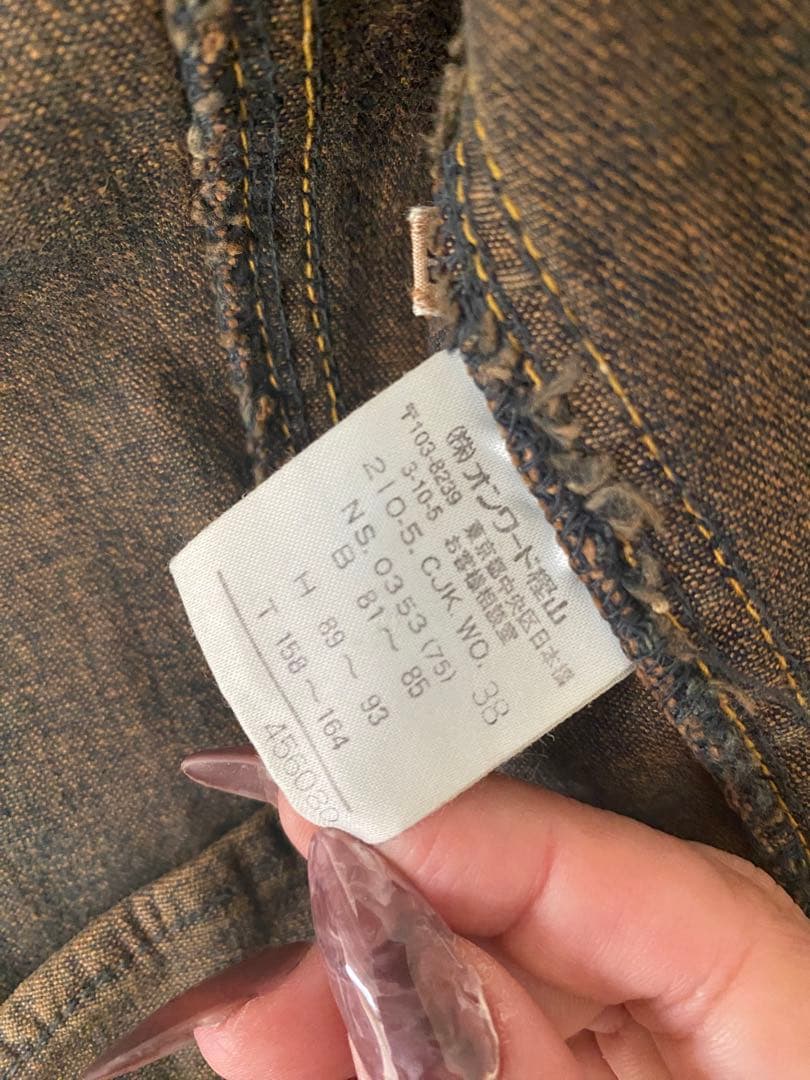 (株)オンワード樫山
〒103-8239 東京都中央区日本橋
3-10-5 お客様相談室
210-5. CJK. WO. 38
NS. 0353 (75)
B 81~85
H 89~93
T 158~164